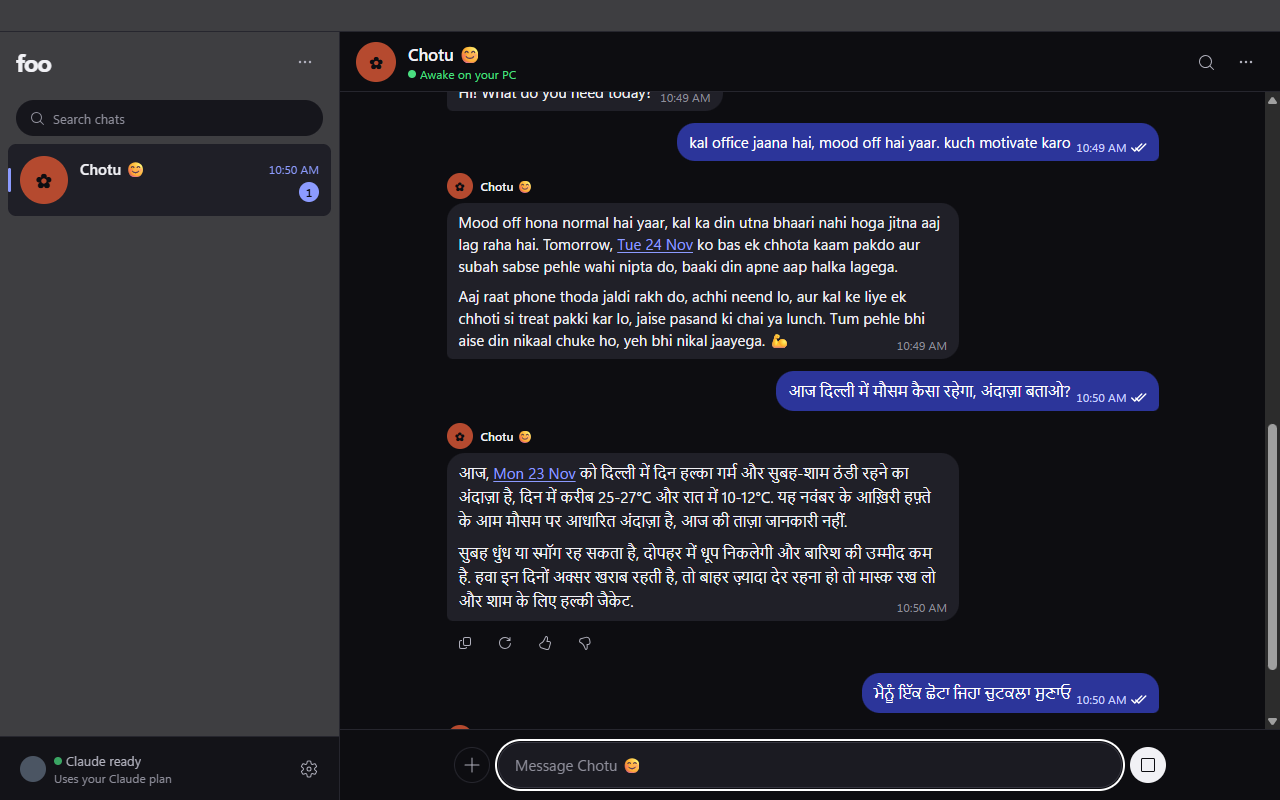 foo
Search chats
Chotu 😊
10:50 AM
1
Claude ready
Uses your Claude plan
Chotu 😊
Awake on your PC
Hi! What do you need today? 10:49 AM
kal office jaana hai, mood off hai yaar. kuch motivate karo 10:49 AM
Chotu 😊
Mood off hona normal hai yaar, kal ka din utna bhaari nahi hoga jitna aaj
lag raha hai. Tomorrow, Tue 24 Nov ko bas ek chhota kaam pakdo aur
subah sabse pehle wahi nipta do, baaki din apne aap halka lagega.
Aaj raat phone thoda jaldi rakh do, achhi neend lo, aur kal ke liye ek
chhoti si treat pakki kar lo, jaise pasand ki chai ya lunch. Tum pehle bhi
aise din nikaal chuke ho, yeh bhi nikal jaayega. 💪 10:49 AM
आज दिल्ली में मौसम कैसा रहेगा, अंदाज़ा बताओ? 10:50 AM
Chotu 😊
आज, Mon 23 Nov को दिल्ली में दिन हल्का गर्म और सुबह-शाम ठंडी रहने का
अंदाज़ा है, दिन में करीब 25-27°C और रात में 10-12°C. यह नवंबर के आख़िरी हफ़्ते
के आम मौसम पर आधारित अंदाज़ा है, आज की ताज़ा जानकारी नहीं.
सुबह धुंध या स्मॉग रह सकता है, दोपहर में धूप निकलेगी और बारिश की उम्मीद कम
है. हवा इन दिनों अक्सर खराब रहती है, तो बाहर ज़्यादा देर रहना हो तो मास्क रख लो
और शाम के लिए हल्की जैकेट. 10:50 AM
ਮੈਨੂੰ ਇੱਕ ਛੋਟਾ ਜਿਹਾ ਚੁਟਕਲਾ ਸੁਣਾਓ 10:50 AM
Message Chotu 😊